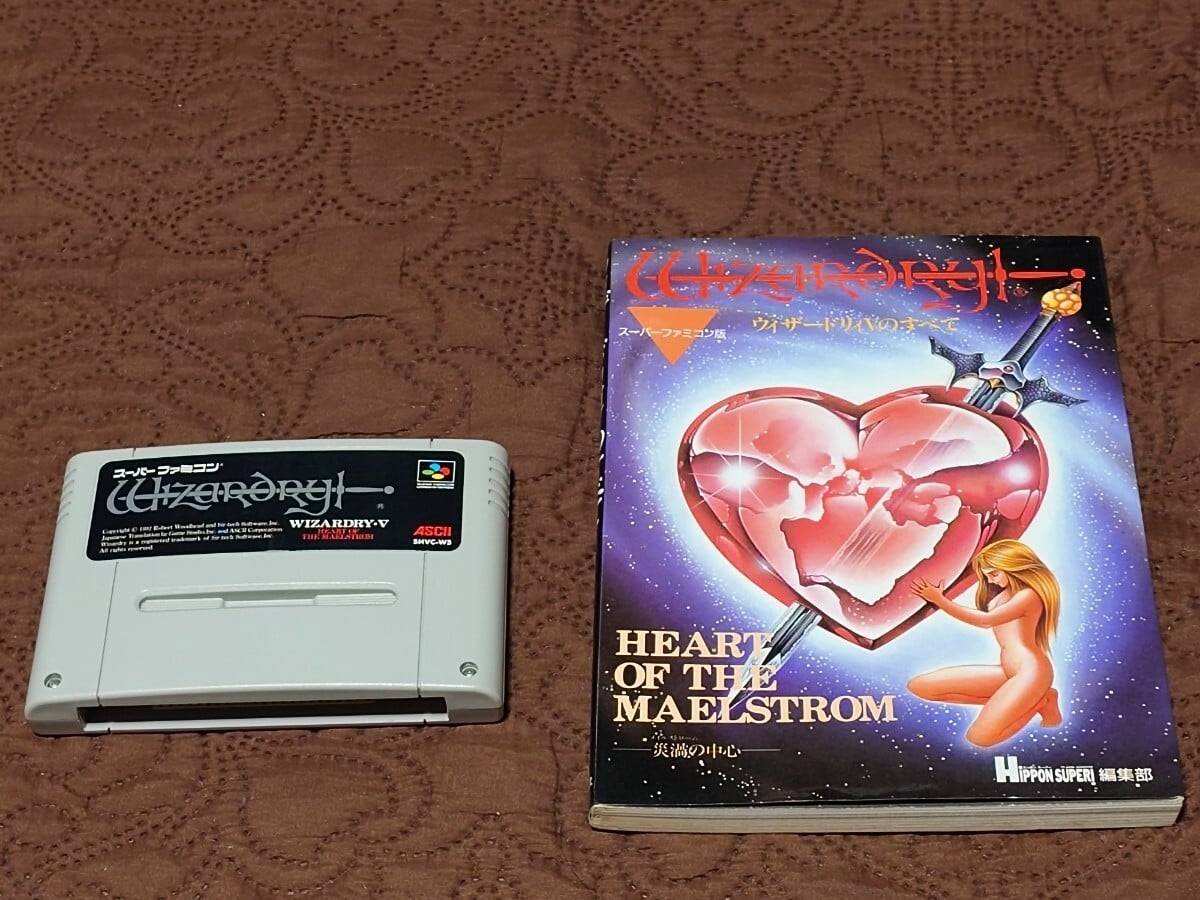 スーパーファミコン
Wizardry
WIZARDRY・V
HEART OF
THE MAELSTROM
Copyright © 1992 Robert Woodhead and Sir-tech Software, Inc.
Japanese Translation by Game Studio, Inc. and ASCII Corporation
Wizardry is a registered trademark of Sir-tech Software, Inc.
All rights reserved.
ASCII
SHVC-W5
Wizardry
スーパーファミコン版
ウィザードリィVのすべて
HEART
OF THE
MAELSTROM
災渦の中心
HIPPON SUPER! 編集部